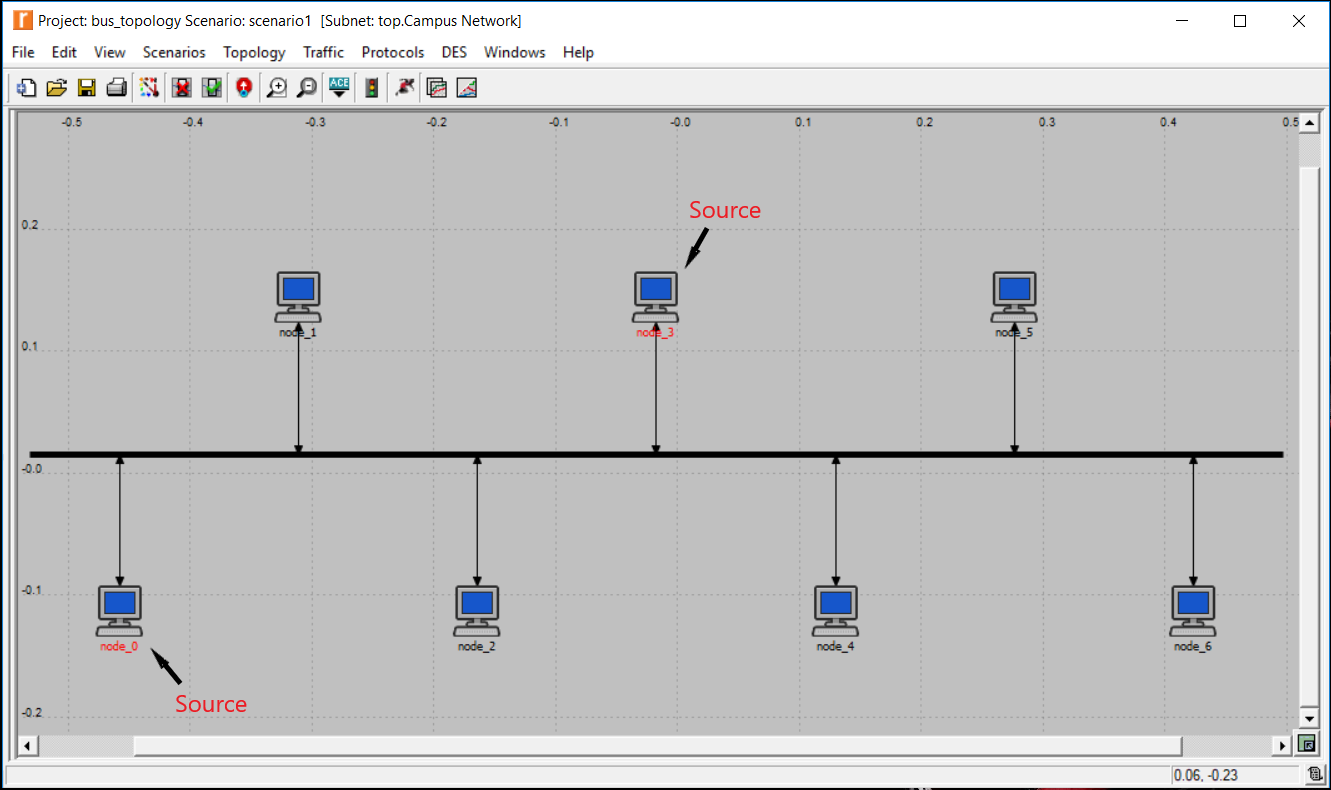 Project: bus_topology Scenario: scenario1 [Subnet: top.Campus Network]
File Edit View Scenarios Topology Traffic Protocols DES Windows Help
ACE
-0.5 -0.4 -0.3 -0.2 -0.1 -0.0 0.1 0.2 0.3 0.4 0.5
Source
0.2
node_1 node_3 node_5
0.1
-0.0
-0.1
node_0 node_2 node_4 node_6
Source
-0.2
0.06, -0.23